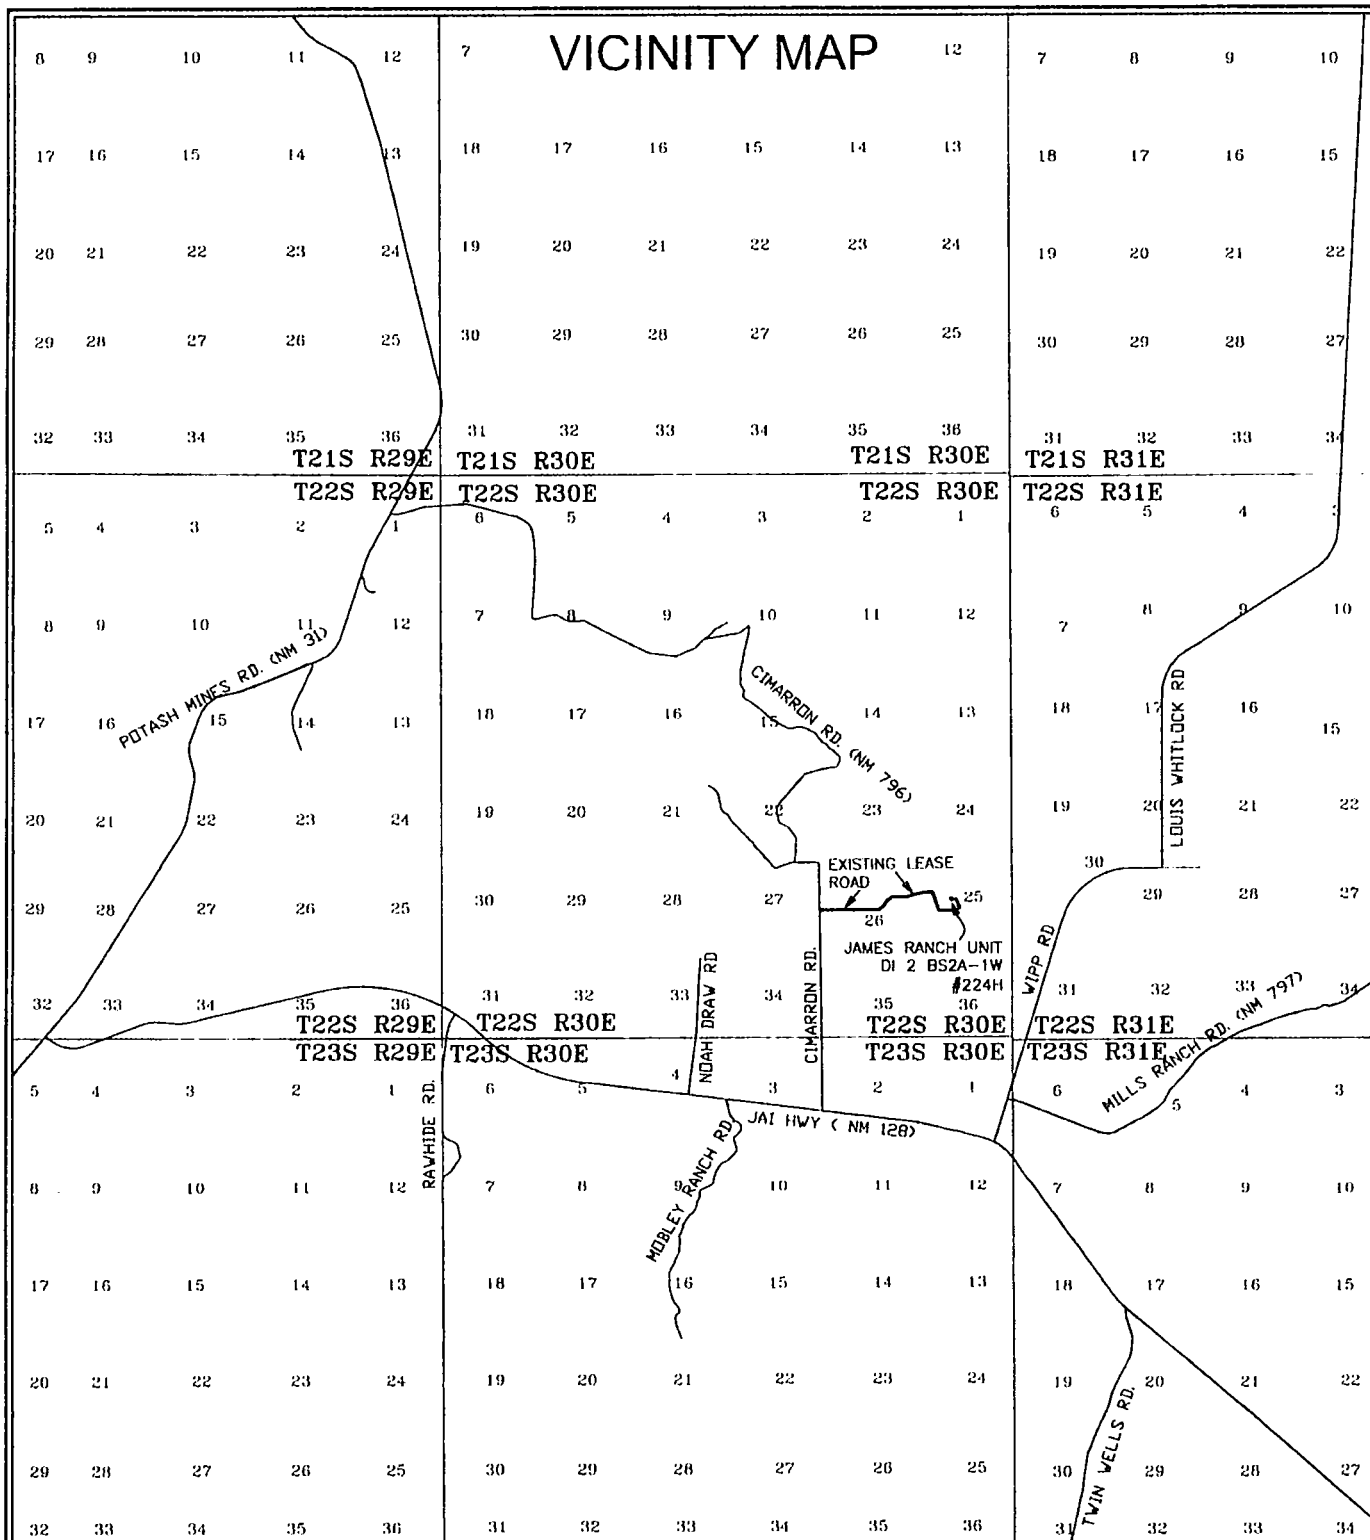 VICINITY MAP
8 9 10 11 12 7 12 7 8 9 10
17 16 15 14 13 18 17 16 15 14 13 18 17 16 15
20 21 22 23 24 19 20 21 22 23 24 19 20 21 22
29 28 27 26 25 30 29 28 27 26 25 30 29 28 27
32 33 34 35 36 31 32 33 34 35 36 31 32 33 34
T21S R29E T21S R30E T21S R30E T21S R31E
T22S R29E T22S R30E T22S R30E T22S R31E
5 4 3 2 1 6 5 4 3 2 1 6 5 4 3
8 9 10 11 12 7 8 9 10 11 12 7 8 9 10
POTASH MINES RD. (NM 31)
CIMARRON RD. (NM 796)
LOUIS WHITLOCK RD
17 16 15 14 13 18 17 16 15 14 13 18 17 16 15
20 21 22 23 24 19 20 21 22 23 24 19 20 21 22
EXISTING LEASE
ROAD
29 28 27 26 25 30 29 28 27 26 25 30 29 28 27
JAMES RANCH UNIT
DI 2 BS2A-1W
#224H
WIPP RD
NOAH DRAW RD
CIMARRON RD.
32 33 34 35 36 31 32 33 34 35 36 31 32 33 34
T22S R29E T22S R30E T22S R30E T22S R31E
T23S R29E T23S R30E T23S R30E T23S R31E
MILLS RANCH RD. (NM 797)
5 4 3 2 1 6 5 4 3 2 1 6 5 4 3
JAI HWY ( NM 128)
RAWHIDE RD.
MOBLEY RANCH RD.
8 9 10 11 12 7 8 9 10 11 12 7 8 9 10
17 16 15 14 13 18 17 16 15 14 13 18 17 16 15
20 21 22 23 24 19 20 21 22 23 24 19 20 21 22
TWIN WELLS RD.
29 28 27 26 25 30 29 28 27 26 25 30 29 28 27
32 33 34 35 36 31 32 33 34 35 36 31 32 33 34